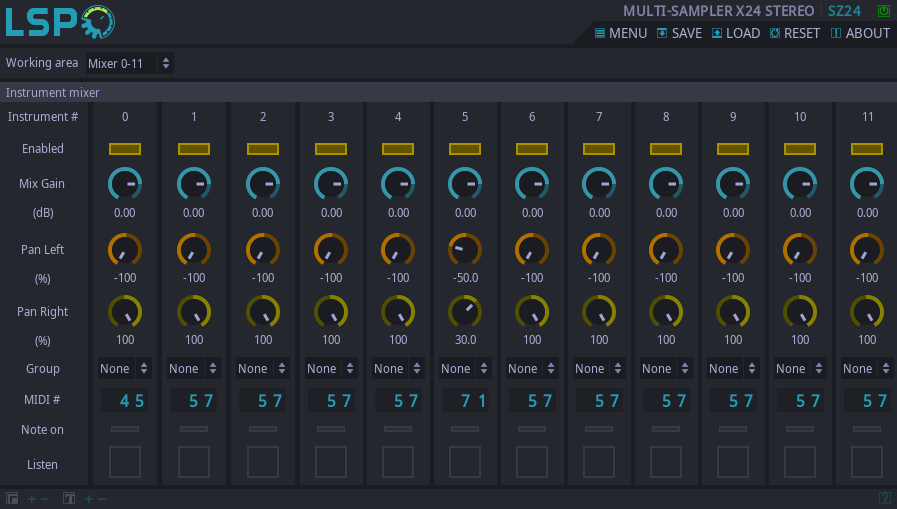 LSP MULTI-SAMPLER X24 STEREO SZ24
MENU SAVE LOAD RESET ABOUT
Working area Mixer 0-11
Instrument mixer
Instrument # 0 1 2 3 4 5 6 7 8 9 10 11
Enabled
Mix Gain
(dB) 0.00 0.00 0.00 0.00 0.00 0.00 0.00 0.00 0.00 0.00 0.00 0.00
Pan Left
(%) -100 -100 -100 -100 -100 -50.0 -100 -100 -100 -100 -100 -100
Pan Right
(%) 100 100 100 100 100 30.0 100 100 100 100 100 100
Group None None None None None None None None None None None None
MIDI # 45 57 57 57 57 71 57 57 57 57 57 57
Note on
Listen
+ - T + - ?